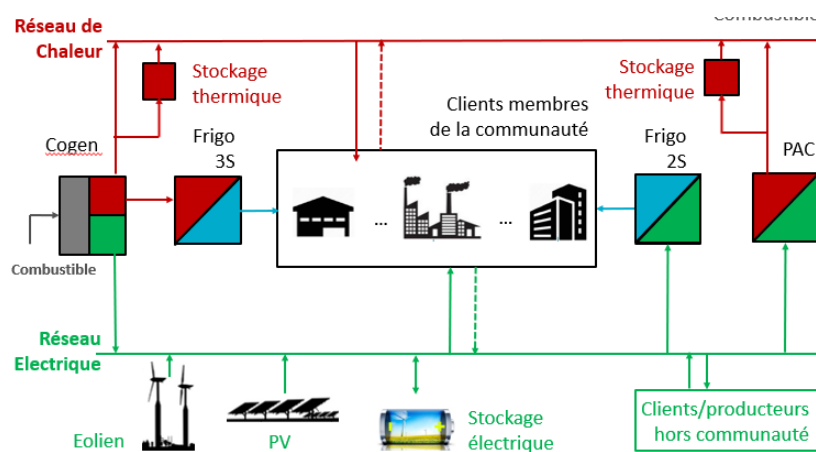 Combustible
Réseau de
Chaleur
Stockage
thermique
Stockage
thermique
Clients membres
de la communauté
Cogen
Frigo
3S
Frigo
2S
PAC
...
...
Combustible
Réseau
Electrique
Eolien
PV
Stockage
électrique
Clients/producteurs
hors communauté